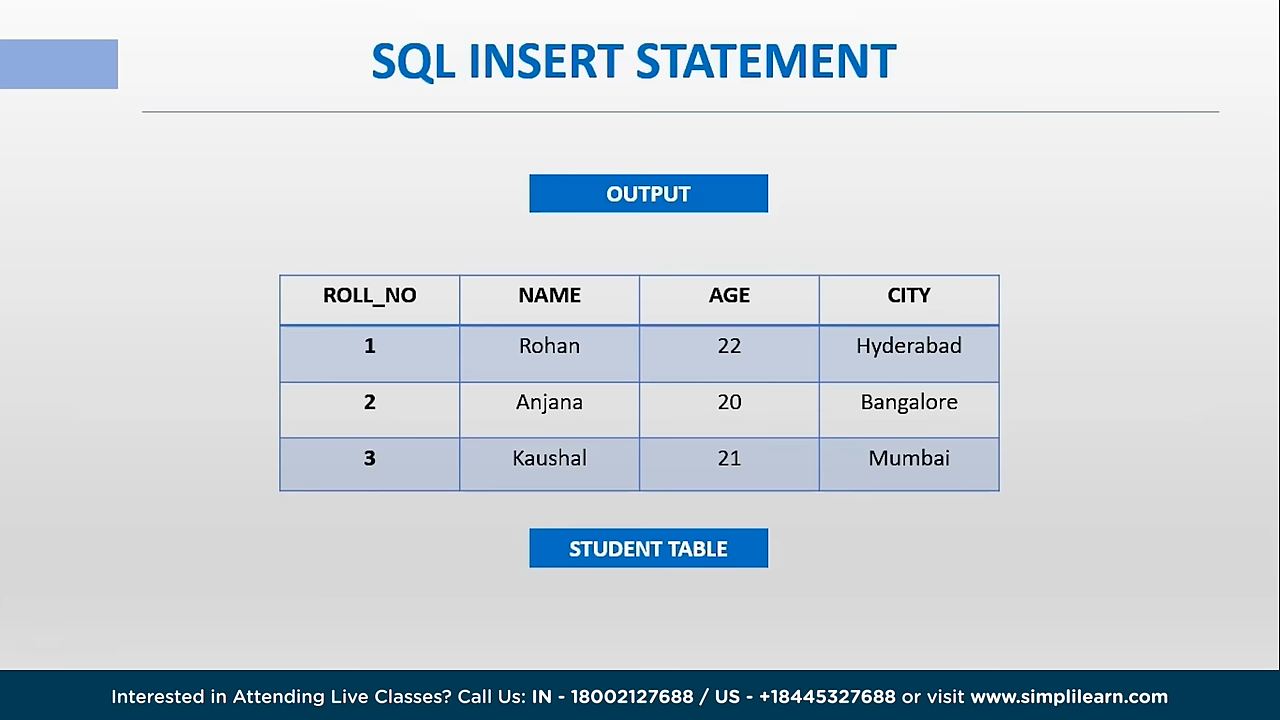 SQL INSERT STATEMENT
OUTPUT
ROLL_NO NAME AGE CITY
1 Rohan 22 Hyderabad
2 Anjana 20 Bangalore
3 Kaushal 21 Mumbai
STUDENT TABLE
Interested in Attending Live Classes? Call Us: IN - 18002127688 / US - +18445327688 or visit www.simplilearn.com